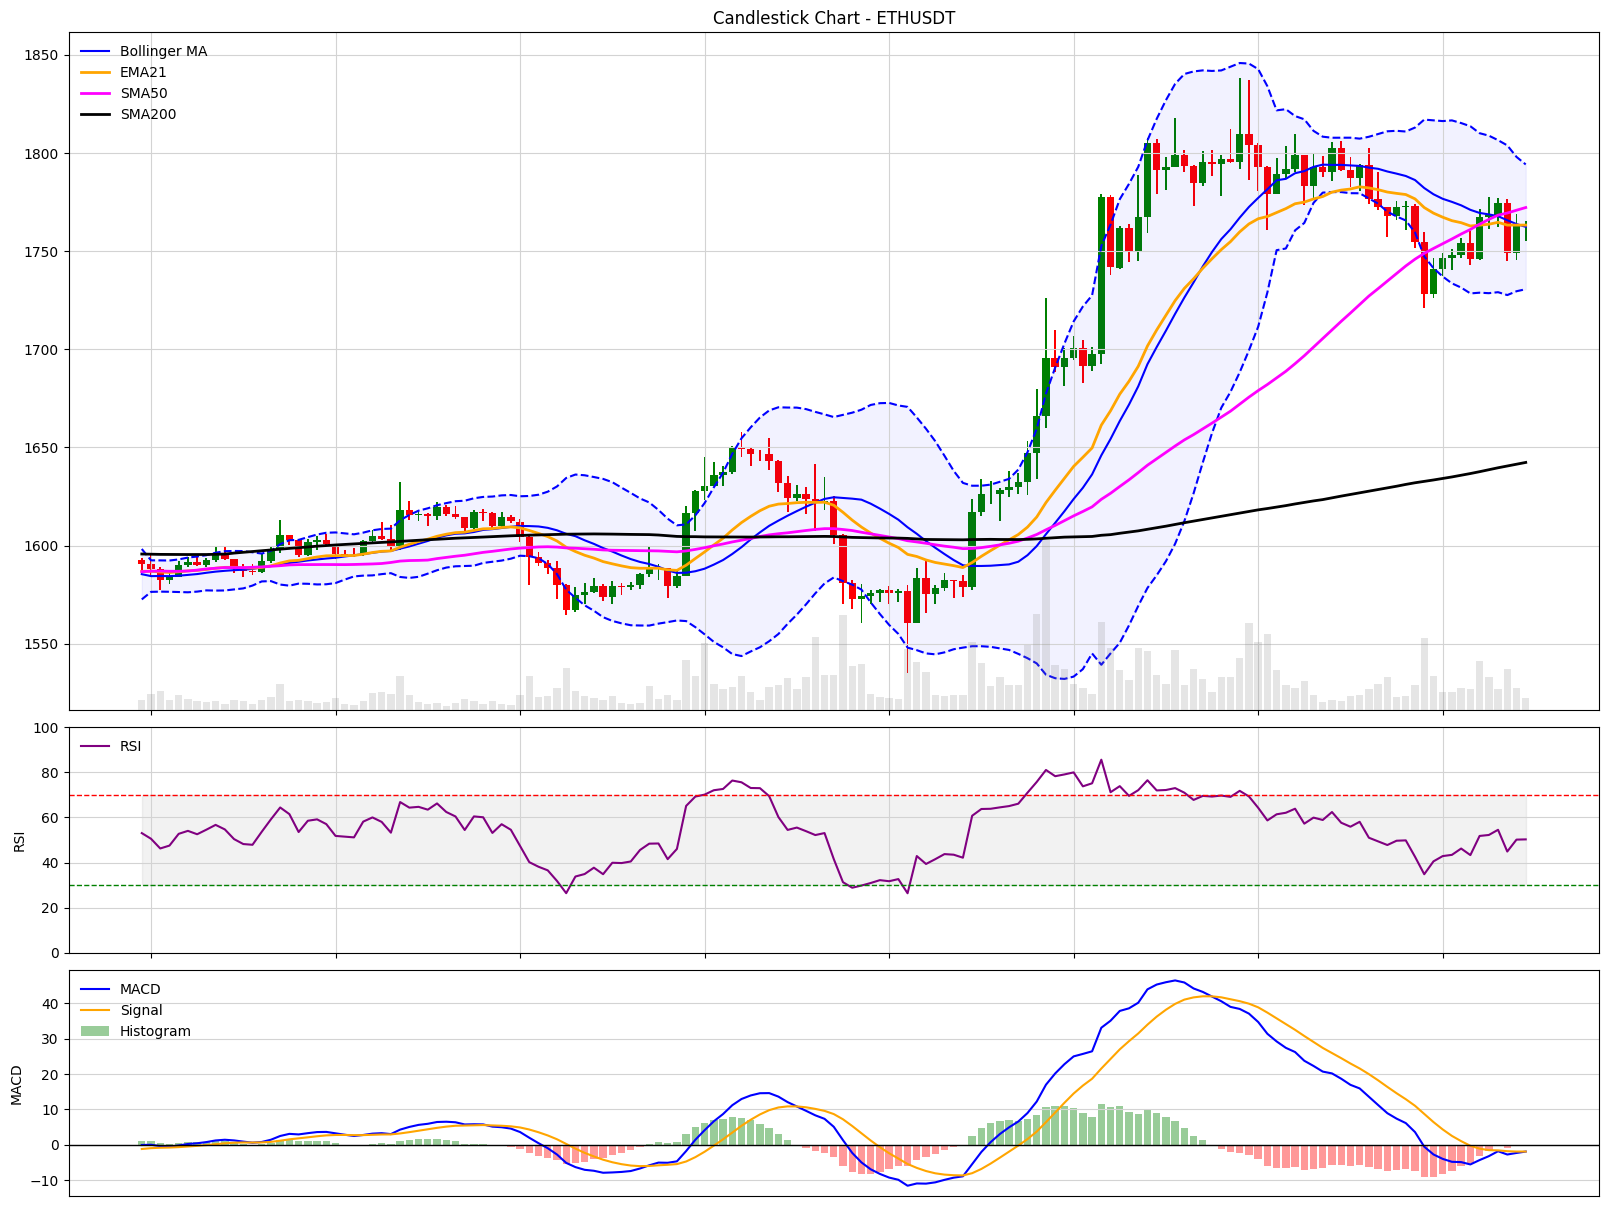 Candlestick Chart - ETHUSDT
Bollinger MA
EMA21
SMA50
SMA200
1850
1800
1750
1700
1650
1600
1550
RSI
100
80
60
40
20
0
RSI
MACD
Signal
Histogram
40
30
20
10
0
−10
MACD